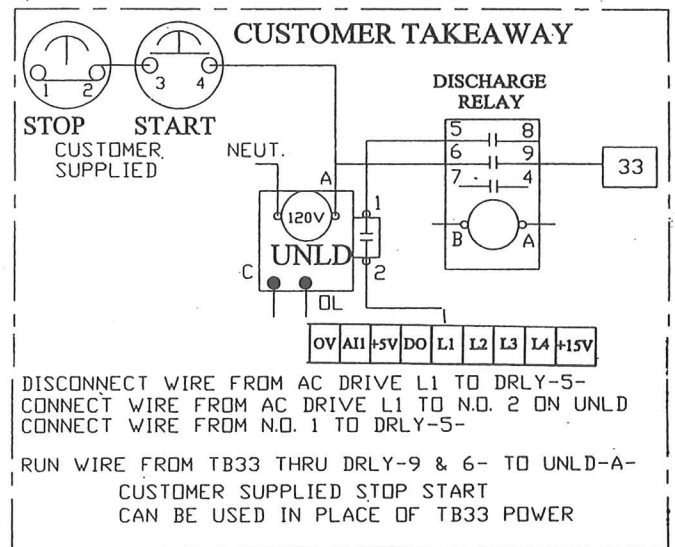 CUSTOMER TAKEAWAY
1 2 3 4
STOP START
CUSTOMER SUPPLIED
NEUT.
A
DISCHARGE
RELAY
5 8
6 9
7 4
B A
33
120V
UNLD
1
2
C
OL
OV AI1 +5V DO L1 L2 L3 L4 +15V
DISCONNECT WIRE FROM AC DRIVE L1 TO DRLY-5-
CONNECT WIRE FROM AC DRIVE L1 TO N.O. 2 ON UNLD
CONNECT WIRE FROM N.O. 1 TO DRLY-5-
RUN WIRE FROM TB33 THRU DRLY-9 & 6- TO UNLD-A-
CUSTOMER SUPPLIED STOP START
CAN BE USED IN PLACE OF TB33 POWER